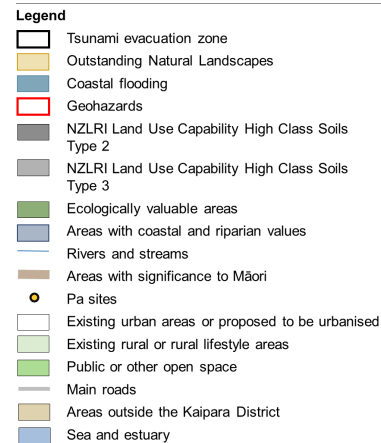 Legend
Tsunami evacuation zone
Outstanding Natural Landscapes
Coastal flooding
Geohazards
NZLRI Land Use Capability High Class Soils
Type 2
NZLRI Land Use Capability High Class Soils
Type 3
Ecologically valuable areas
Areas with coastal and riparian values
Rivers and streams
Areas with significance to Māori
Pa sites
Existing urban areas or proposed to be urbanised
Existing rural or rural lifestyle areas
Public or other open space
Main roads
Areas outside the Kaipara District
Sea and estuary